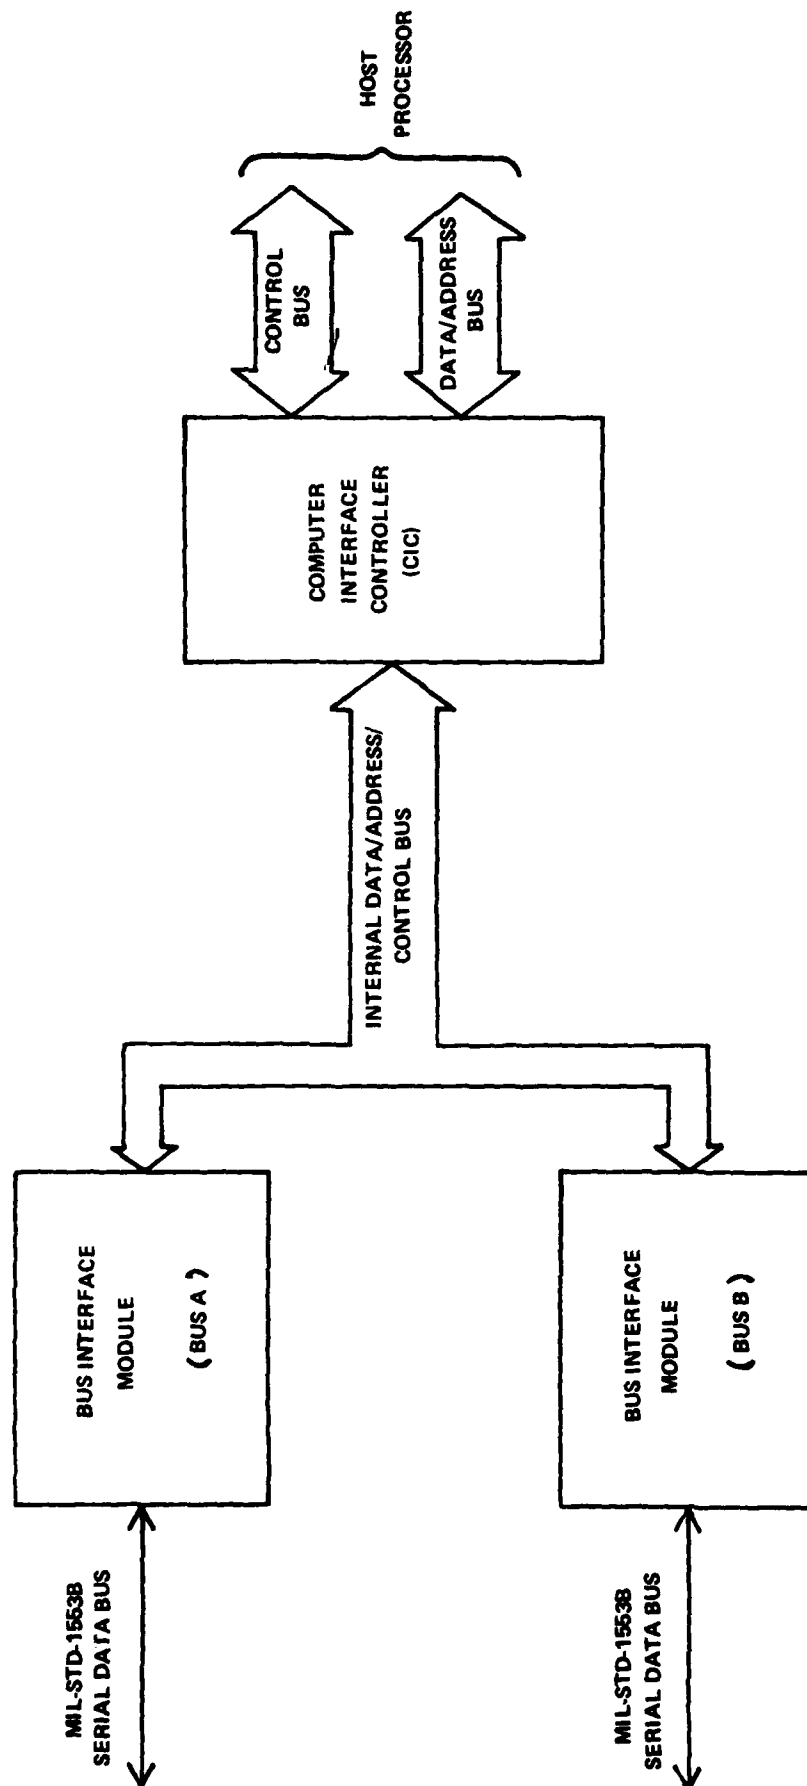 MIL-STD-1553B
SERIAL DATA BUS
BUS INTERFACE
MODULE
(BUS A)
MIL-STD-1553B
SERIAL DATA BUS
BUS INTERFACE
MODULE
(BUS B)
INTERNAL DATA/ADDRESS/
CONTROL BUS
COMPUTER
INTERFACE
CONTROLLER
(CIC)
CONTROL
BUS
DATA/ADDRESS
BUS
HOST
PROCESSOR